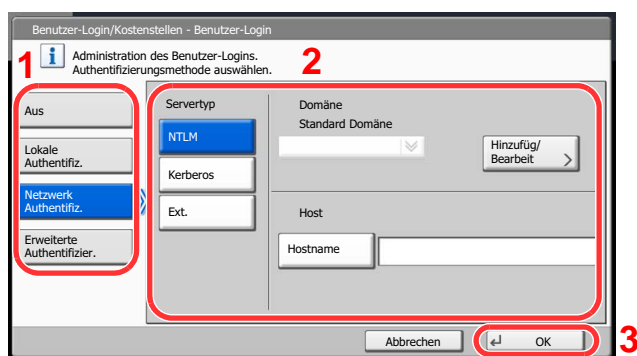 Benutzer-Login/Kostenstellen - Benutzer-Login
Administration des Benutzer-Logins.
Authentifizierungsmethode auswählen.
1
2
Aus
Lokale
Authentifiz.
Netzwerk
Authentifiz.
Erweiterte
Authentifizier.
Servertyp
NTLM
Kerberos
Ext.
Domäne
Standard Domäne
Hinzufüg/
Bearbeit
Host
Hostname
Abbrechen
OK
3